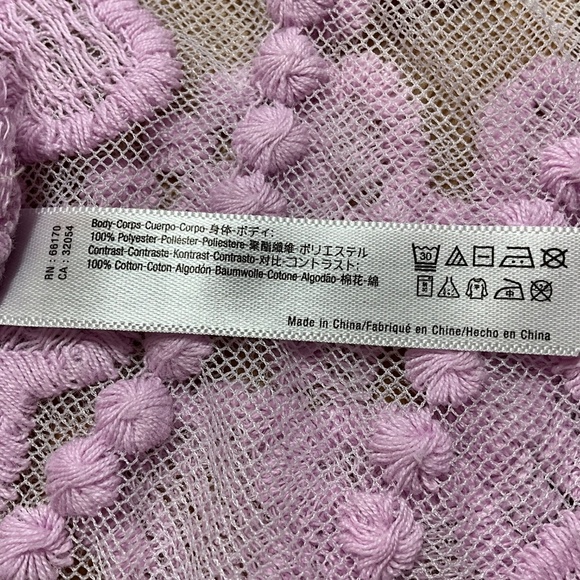 RN : 68170
CA : 32054
Body-Corps-Cuerpo-Corpo-身体-ボディ:
100% Polyester-Poliéster-Poliestere-聚酯纖维-ポリエステル
Contrast-Contraste-Kontrast-Contrasto-对比-コントラスト:
100% Cotton-Coton-Algodón-Baumwolle-Cotone-Algodão-棉花-綿
30
中
Made in China/Fabriqué en Chine/Hecho en China